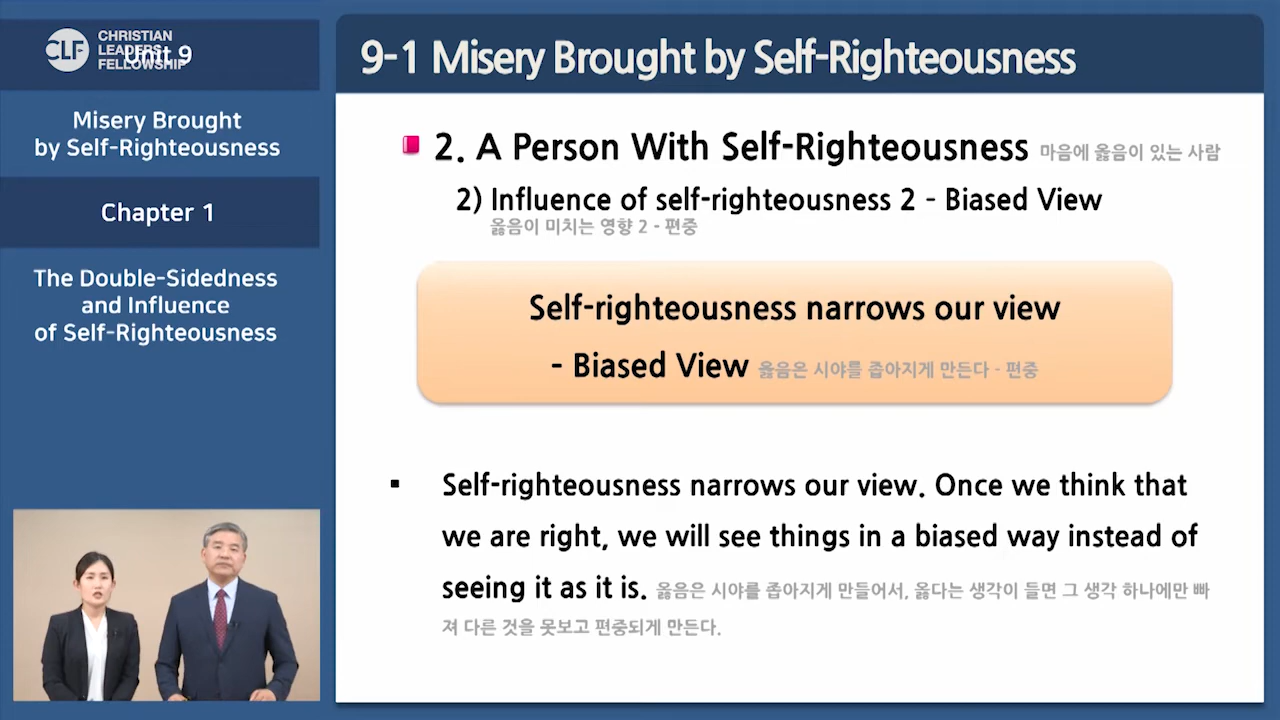 CLF CHRISTIAN
LEADERS
FELLOWSHIP
Unit 9
Misery Brought
by Self-Righteousness
Chapter 1
The Double-Sidedness
and Influence
of Self-Righteousness
9-1 Misery Brought by Self-Righteousness
2. A Person With Self-Righteousness 마음에 옳음이 있는 사람
2) Influence of self-righteousness 2 - Biased View
옳음이 미치는 영향 2 - 편중
Self-righteousness narrows our view
- Biased View 옳음은 시야를 좁아지게 만든다 - 편중
▪ Self-righteousness narrows our view. Once we think that
we are right, we will see things in a biased way instead of
seeing it as it is. 옳음은 시야를 좁아지게 만들어서, 옳다는 생각이 들면 그 생각 하나에만 빠
져 다른 것을 못보고 편중되게 만든다.